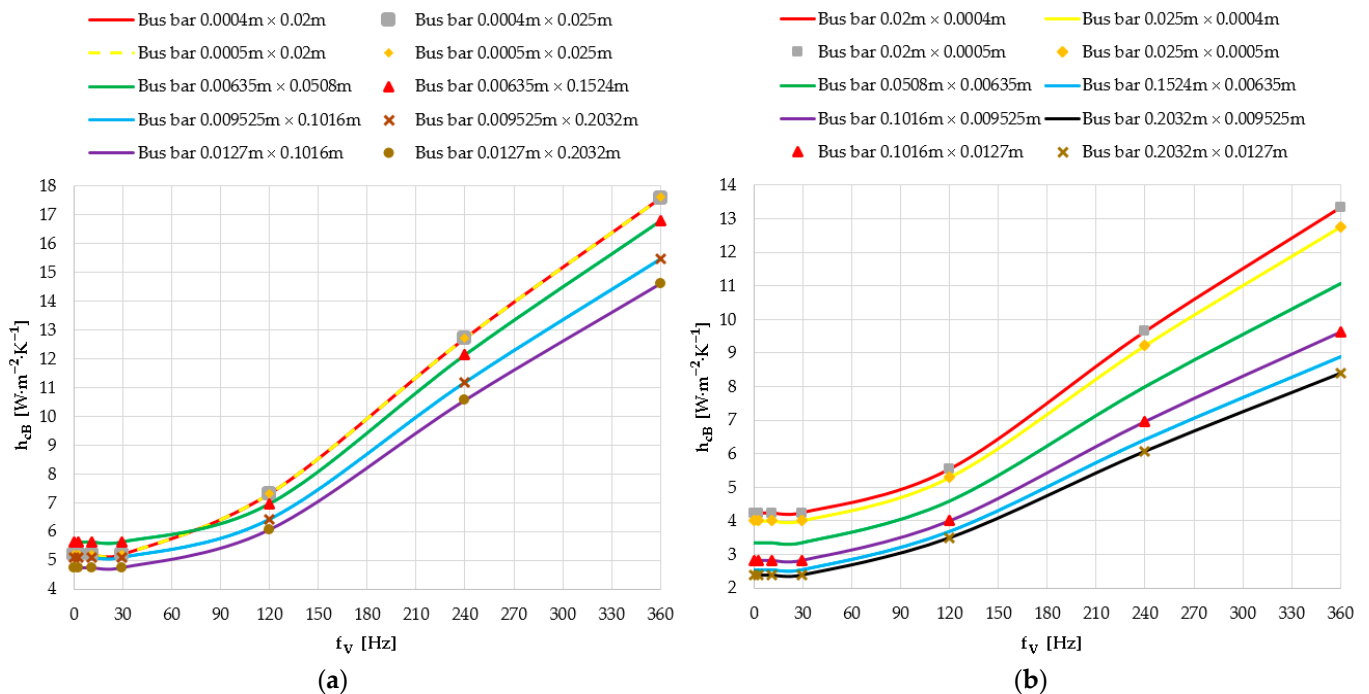 Bus bar 0.0004m × 0.02m
Bus bar 0.0004m × 0.025m
Bus bar 0.0005m × 0.02m
Bus bar 0.0005m × 0.025m
Bus bar 0.00635m × 0.0508m
Bus bar 0.00635m × 0.1524m
Bus bar 0.009525m × 0.1016m
Bus bar 0.009525m × 0.2032m
Bus bar 0.0127m × 0.1016m
Bus bar 0.0127m × 0.2032m
18
17
16
15
14
13
12
11
10
9
8
7
6
5
4
h_cB [W·m⁻²·K⁻¹]
0 30 60 90 120 150 180 210 240 270 300 330 360
f_V [Hz]
(a)
Bus bar 0.02m × 0.0004m
Bus bar 0.025m × 0.0004m
Bus bar 0.02m × 0.0005m
Bus bar 0.025m × 0.0005m
Bus bar 0.0508m × 0.00635m
Bus bar 0.1524m × 0.00635m
Bus bar 0.1016m × 0.009525m
Bus bar 0.2032m × 0.009525m
Bus bar 0.1016m × 0.0127m
Bus bar 0.2032m × 0.0127m
14
13
12
11
10
9
8
7
6
5
4
3
2
h_cB [W·m⁻²·K⁻¹]
0 30 60 90 120 150 180 210 240 270 300 330 360
f_V [Hz]
(b)